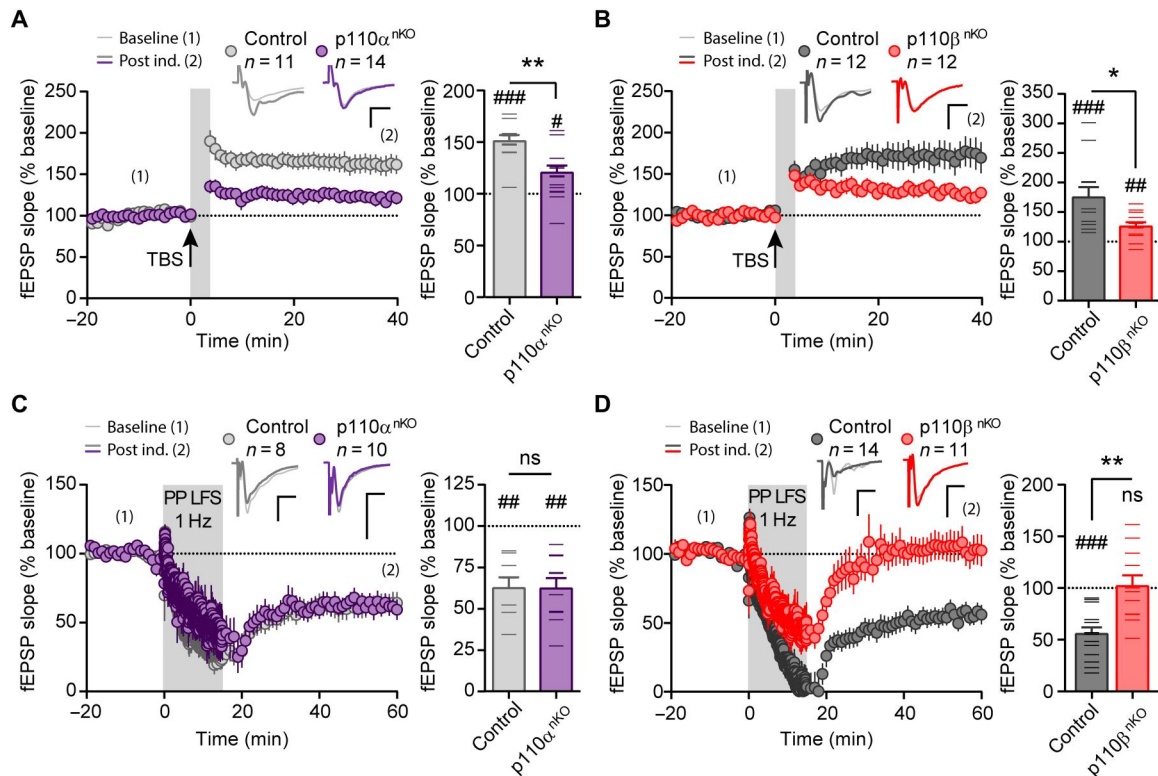 A
Baseline (1)
Post ind. (2)
Control
n = 11
p110α nKO
n = 14
fEPSP slope (% baseline)
250
200
150
100
50
0
(1)
(2)
TBS
–20
0
20
40
Time (min)
fEPSP slope (% baseline)
200
150
100
50
0
**
###
#
Control
p110α nKO
B
Baseline (1)
Post ind. (2)
Control
n = 12
p110β nKO
n = 12
fEPSP slope (% baseline)
250
200
150
100
50
0
(1)
(2)
TBS
–20
0
20
40
Time (min)
fEPSP slope (% baseline)
350
300
250
200
150
100
50
0
*
###
##
Control
p110β nKO
C
Baseline (1)
Post ind. (2)
Control
n = 8
p110α nKO
n = 10
fEPSP slope (% baseline)
150
100
50
0
PP LFS
1 Hz
(1)
(2)
–20
0
20
40
60
Time (min)
fEPSP slope (% baseline)
125
100
75
50
25
0
ns
##
##
Control
p110α nKO
D
Baseline (1)
Post ind. (2)
Control
n = 14
p110β nKO
n = 11
fEPSP slope (% baseline)
150
100
50
0
PP LFS
1 Hz
(1)
(2)
–20
0
20
40
60
Time (min)
fEPSP slope (% baseline)
200
150
100
50
0
**
ns
###
Control
p110β nKO